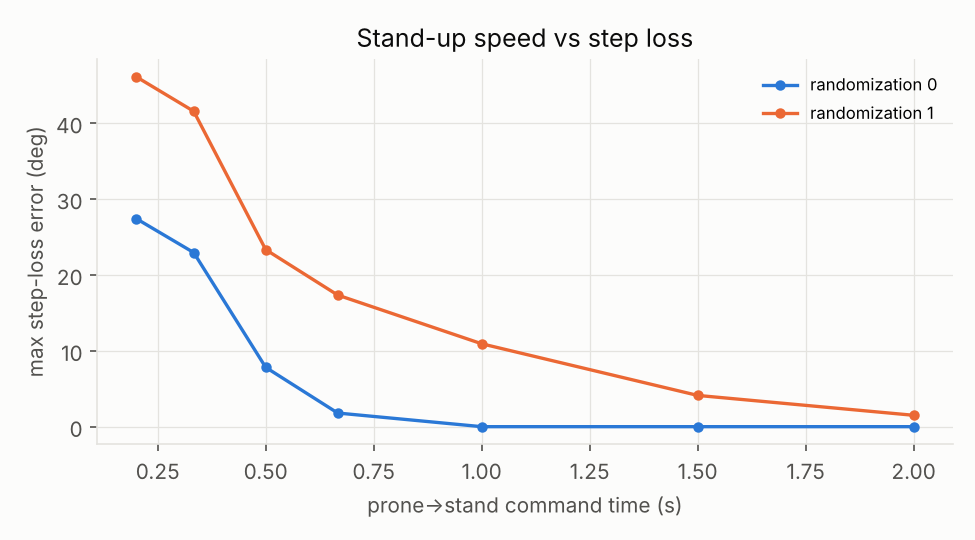 Stand-up speed vs step loss
randomization 0
randomization 1
max step-loss error (deg)
40
30
20
10
0
0.25 0.50 0.75 1.00 1.25 1.50 1.75 2.00
prone→stand command time (s)